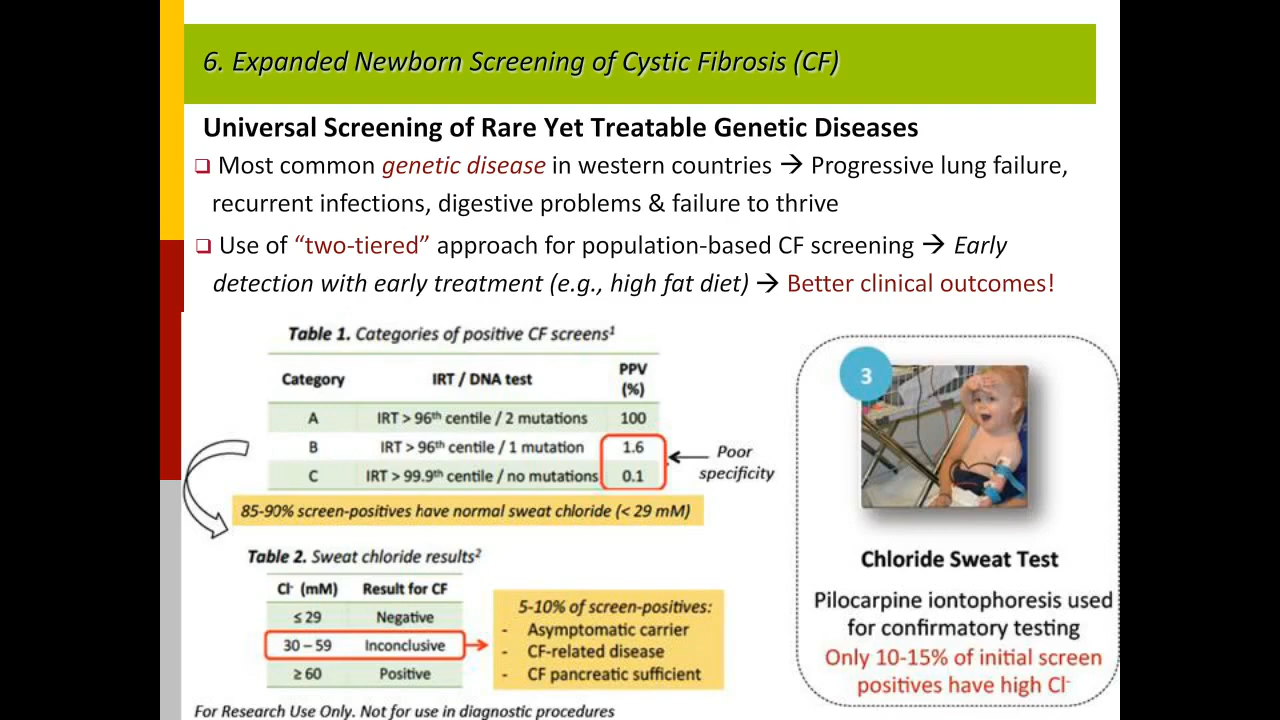 6. Expanded Newborn Screening of Cystic Fibrosis (CF)
Universal Screening of Rare Yet Treatable Genetic Diseases
❑ Most common genetic disease in western countries → Progressive lung failure,
recurrent infections, digestive problems & failure to thrive
❑ Use of “two-tiered” approach for population-based CF screening → Early
detection with early treatment (e.g., high fat diet) → Better clinical outcomes!
Table 1. Categories of positive CF screens¹
Category IRT / DNA test PPV (%)
A IRT > 96th centile / 2 mutations 100
B IRT > 96th centile / 1 mutation 1.6
C IRT > 99.9th centile / no mutations 0.1
Poor
specificity
85-90% screen-positives have normal sweat chloride (< 29 mM)
Table 2. Sweat chloride results²
Cl⁻ (mM) Result for CF
≤ 29 Negative
30 – 59 Inconclusive
≥ 60 Positive
5-10% of screen-positives:
- Asymptomatic carrier
- CF-related disease
- CF pancreatic sufficient
3
Chloride Sweat Test
Pilocarpine iontophoresis used
for confirmatory testing
Only 10-15% of initial screen
positives have high Cl⁻
For Research Use Only. Not for use in diagnostic procedures